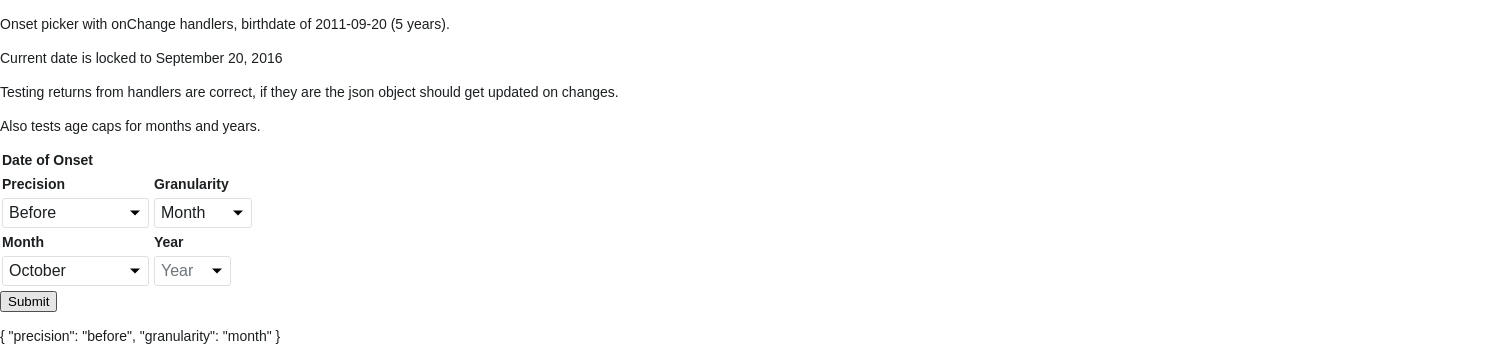 Onset picker with onChange handlers, birthdate of 2011-09-20 (5 years).
Current date is locked to September 20, 2016
Testing returns from handlers are correct, if they are the json object should get updated on changes.
Also tests age caps for months and years.
Date of Onset
Precision Granularity
Before Month
Month Year
October Year
Submit
{ "precision": "before", "granularity": "month" }